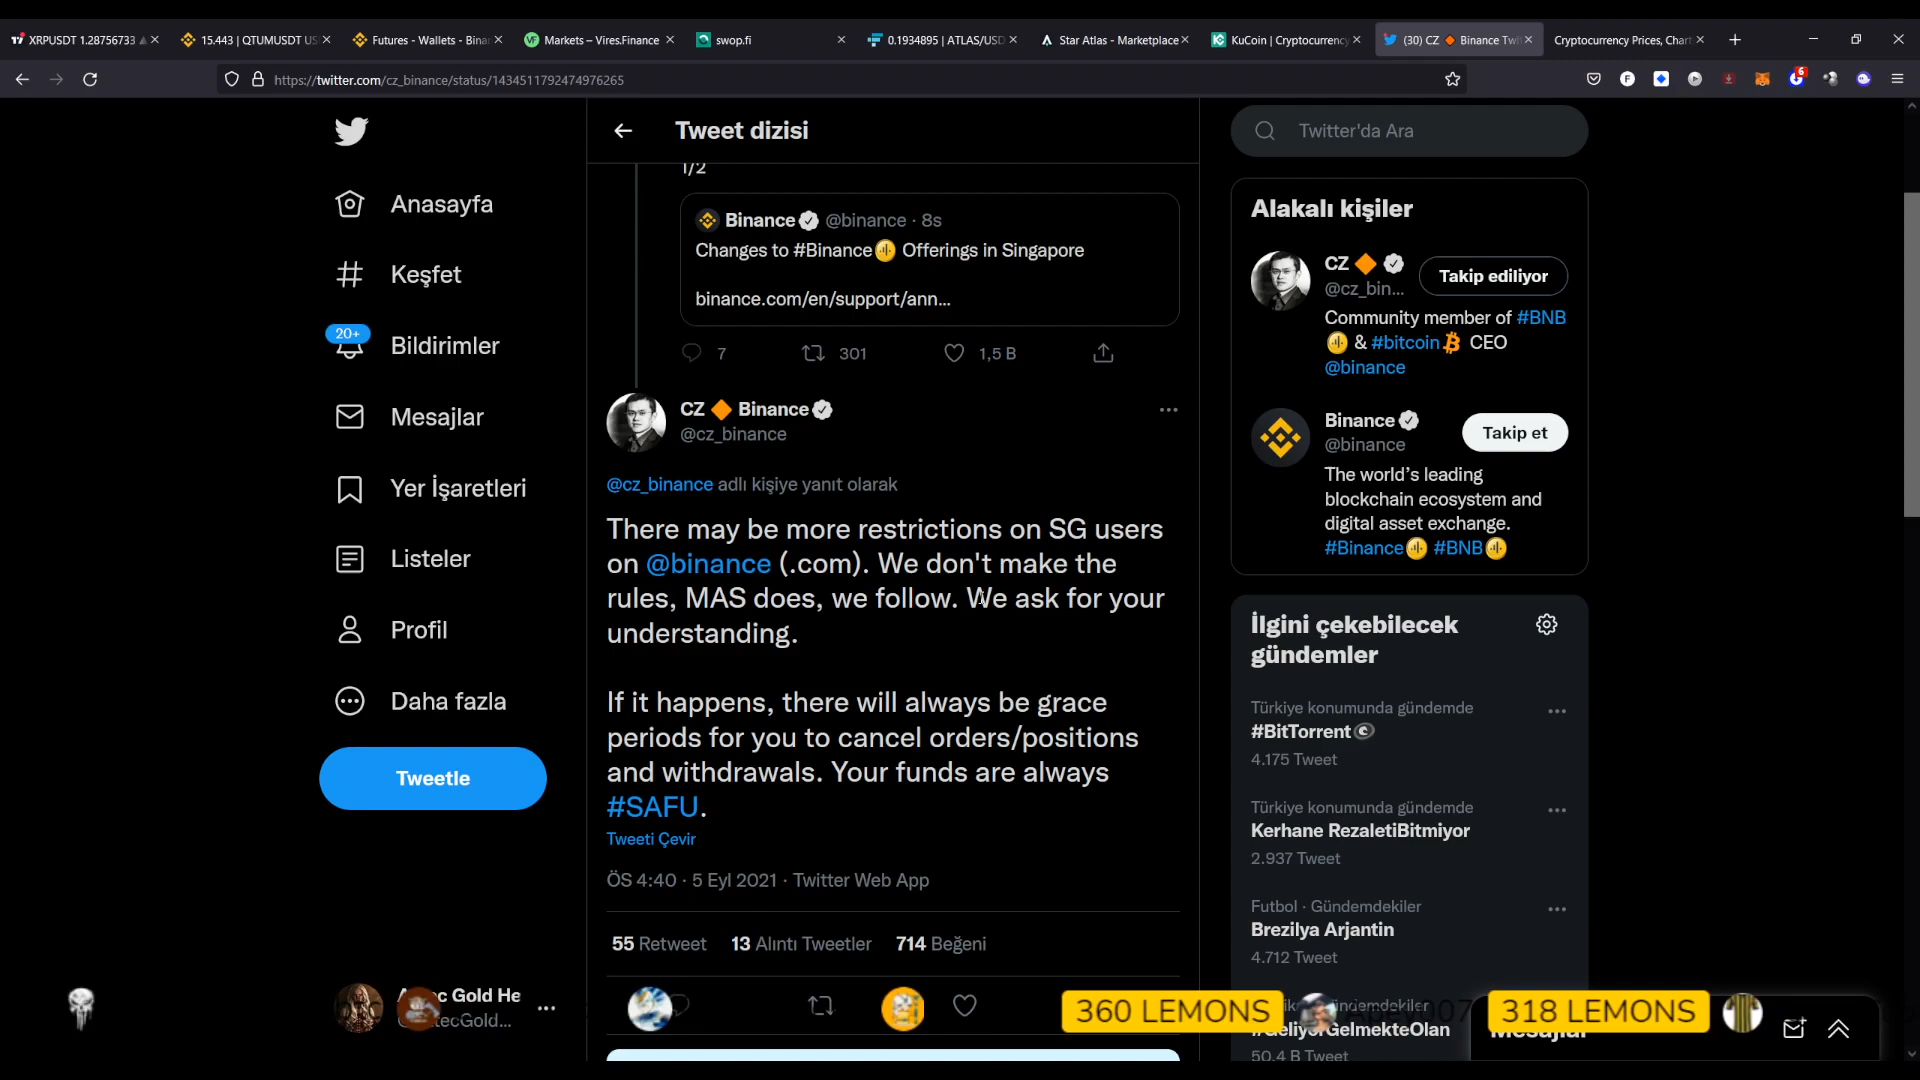 XRPUSDT 1.28756733
15.443 | QTUMUSDT US
Futures - Wallets - Binan
Markets – Vires.Finance
swop.fi
0.1934895 | ATLAS/USD
Star Atlas - Marketplace
KuCoin | Cryptocurrency
(30) CZ 🔶 Binance Twi
Cryptocurrency Prices, Chart
https://twitter.com/cz_binance/status/1434511792474976265
6
Anasayfa
Keşfet
20+
Bildirimler
Mesajlar
Yer İşaretleri
Listeler
Profil
Daha fazla
Tweetle
Tweet dizisi
1/2
Binance @binance · 8s
Changes to #Binance Offerings in Singapore
binance.com/en/support/ann...
7 301 1,5 B
CZ 🔶 Binance
@cz_binance
@cz_binance adlı kişiye yanıt olarak
There may be more restrictions on SG users
on @binance (.com). We don't make the
rules, MAS does, we follow. We ask for your
understanding.
If it happens, there will always be grace
periods for you to cancel orders/positions
and withdrawals. Your funds are always
#SAFU.
Tweeti Çevir
ÖS 4:40 · 5 Eyl 2021 · Twitter Web App
55 Retweet 13 Alıntı Tweetler 714 Beğeni
Twitter'da Ara
Alakalı kişiler
CZ 🔶
@cz_bin...
Takip ediliyor
Community member of #BNB
& #bitcoin CEO
@binance
Binance
@binance
Takip et
The world's leading
blockchain ecosystem and
digital asset exchange.
#Binance #BNB
İlgini çekebilecek
gündemler
Türkiye konumunda gündemde
#BitTorrent
4.175 Tweet
Türkiye konumunda gündemde
Kerhane RezaletiBitmiyor
2.937 Tweet
Futbol · Gündemdekiler
Brezilya Arjantin
4.712 Tweet
GelmekteOlan
50,4 B Tweet
Gold He
360 LEMONS
318 LEMONS
Mesajlar